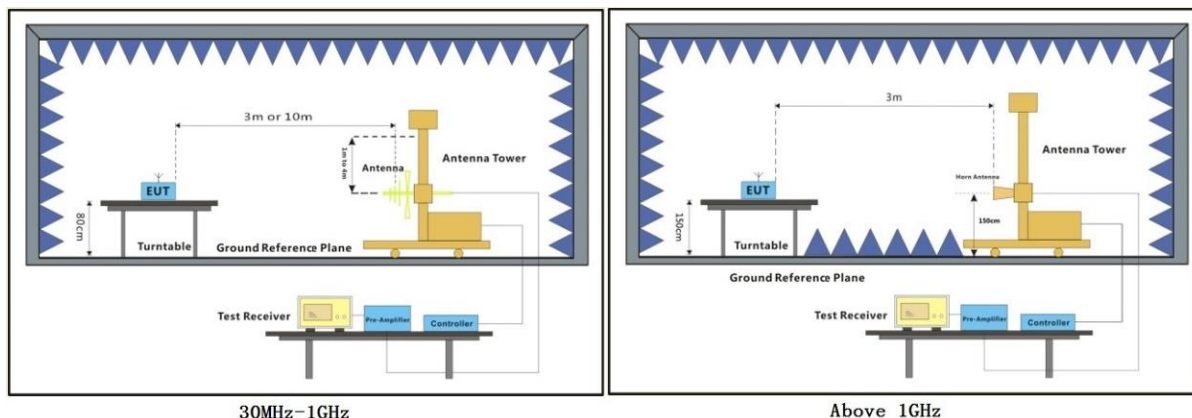 3m or 10m
1m to 4m
Antenna
Antenna Tower
EUT
80cm
Turntable
Ground Reference Plane
Test Receiver
Pre-Amplifier
Controller
30MHz-1GHz
3m
Antenna Tower
Horn Antenna
EUT
150cm
150cm
Turntable
Ground Reference Plane
Test Receiver
Pre-Amplifier
Controller
Above 1GHz